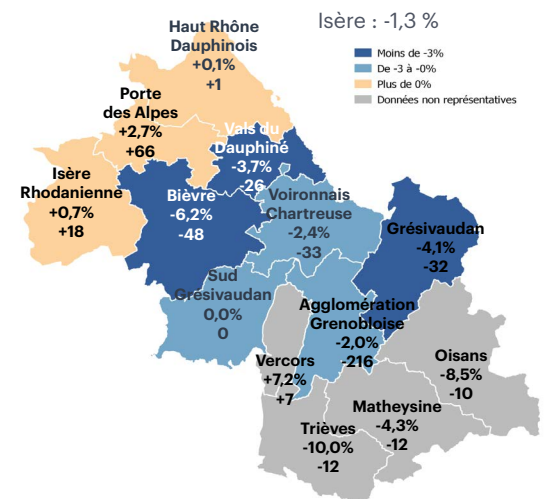 Isère : -1,3 %
Moins de -3%
De -3 à -0%
Plus de 0%
Données non représentatives
Haut Rhône
Dauphinois
+0,1%
+1
Porte
des Alpes
+2,7%
+66
Vals du
Dauphiné
-3,7%
-26
Isère
Rhodanienne
+0,7%
+18
Bièvre
-6,2%
-48
Voironnais
Chartreuse
-2,4%
-33
Grésivaudan
-4,1%
-32
Sud
Grésivaudan
0,0%
0
Agglomération
Grenobloise
-2,0%
-216
Vercors
+7,2%
+7
Oisans
-8,5%
-10
Matheysine
-4,3%
-12
Trièves
-10,0%
-12